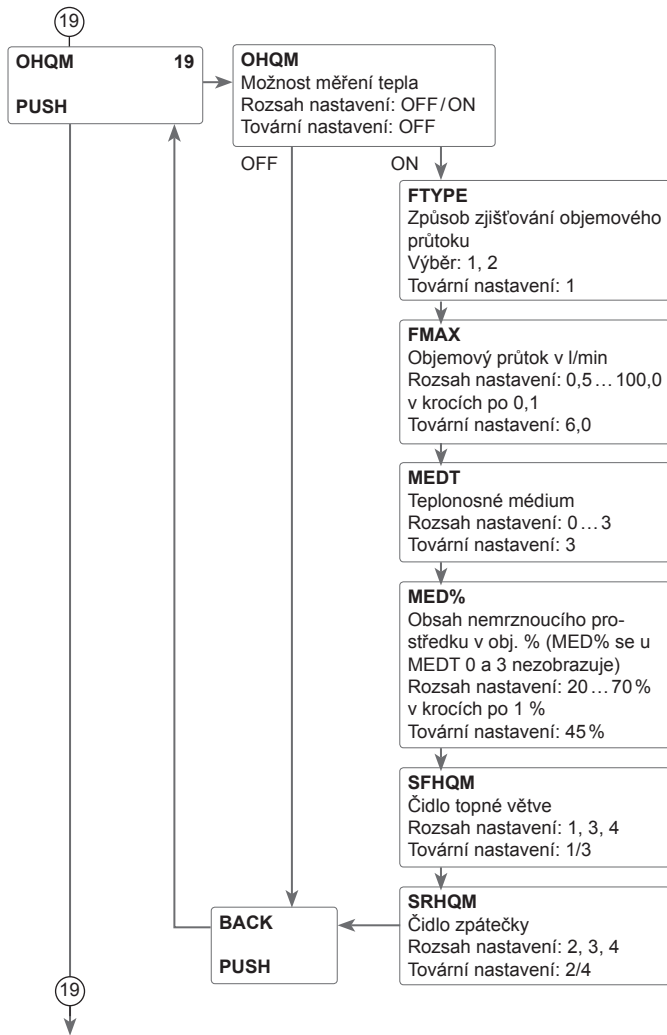 19
OHQM 19
PUSH
OHQM
Možnost měření tepla
Rozsah nastavení: OFF/ON
Tovární nastavení: OFF
OFF
ON
FTYPE
Způsob zjišťování objemového
průtoku
Výběr: 1, 2
Tovární nastavení: 1
FMAX
Objemový průtok v l/min
Rozsah nastavení: 0,5…100,0
v krocích po 0,1
Tovární nastavení: 6,0
MEDT
Teplonosné médium
Rozsah nastavení: 0…3
Tovární nastavení: 3
MED%
Obsah nemrznoucího pro-
středku v obj. % (MED% se u
MEDT 0 a 3 nezobrazuje)
Rozsah nastavení: 20…70%
v krocích po 1 %
Tovární nastavení: 45%
SFHQM
Čidlo topné větve
Rozsah nastavení: 1, 3, 4
Tovární nastavení: 1/3
SRHQM
Čidlo zpátečky
Rozsah nastavení: 2, 3, 4
Tovární nastavení: 2/4
BACK
PUSH
19